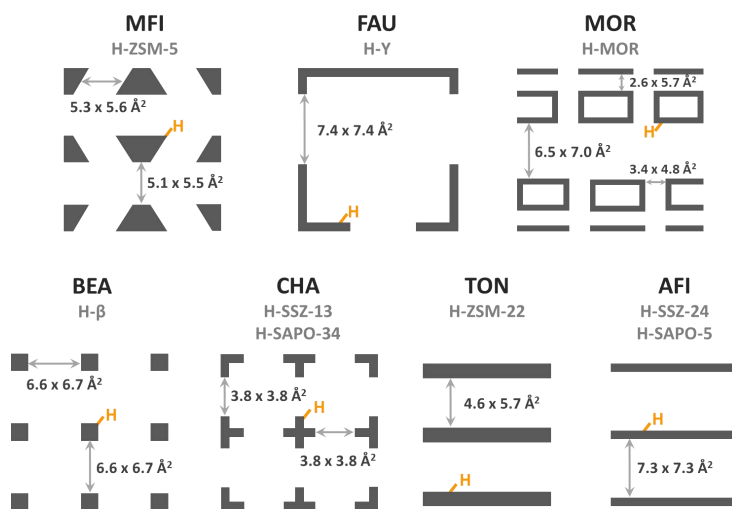 MFI
H-ZSM-5
5.3 x 5.6 Å²
H
5.1 x 5.5 Å²
FAU
H-Y
7.4 x 7.4 Å²
H
MOR
H-MOR
2.6 x 5.7 Å²
H
6.5 x 7.0 Å²
3.4 x 4.8 Å²
BEA
H-β
6.6 x 6.7 Å²
H
6.6 x 6.7 Å²
CHA
H-SSZ-13
H-SAPO-34
3.8 x 3.8 Å²
H
3.8 x 3.8 Å²
TON
H-ZSM-22
4.6 x 5.7 Å²
H
AFI
H-SSZ-24
H-SAPO-5
H
7.3 x 7.3 Å²